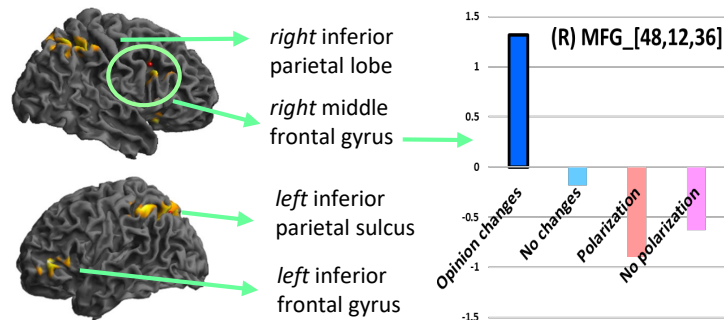 right inferior
parietal lobe
right middle
frontal gyrus
left inferior
parietal sulcus
left inferior
frontal gyrus
(R) MFG_[48,12,36]
1.5
1
0.5
0
-0.5
-1
-1.5
Opinion changes
No changes
Polarization
No polarization